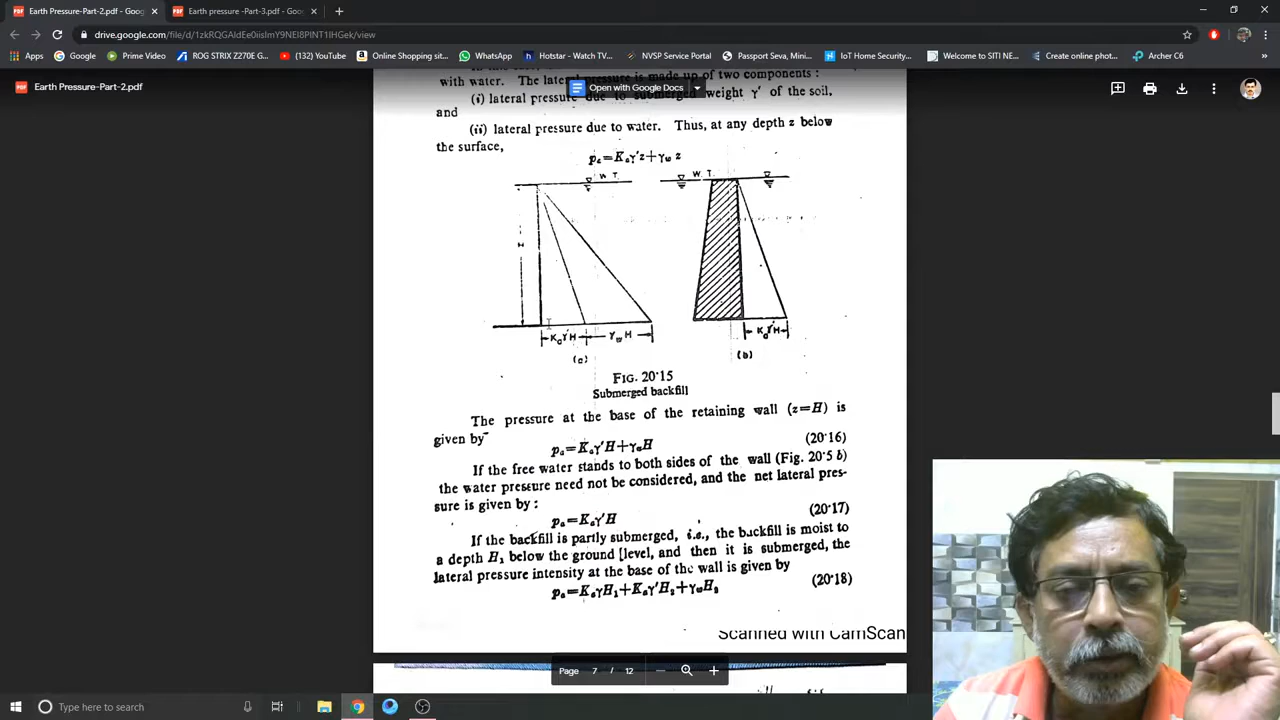 Earth Pressure-Part-2.pdf - Goog
Earth pressure -Part-3.pdf - Goog
drive.google.com/file/d/1zkRQGAIdEe0iisImY9NEI8PINT1IHGek/view
Apps
Google
Prime Video
ROG STRIX Z270E G...
(132) YouTube
Online Shopping sit...
WhatsApp
Hotstar - Watch TV...
NVSP Service Portal
Passport Seva, Mini...
IoT Home Security...
Welcome to SITI NE...
Create online photo...
Archer C6
Earth Pressure-Part-2.pdf
Open with Google Docs
with water. The lateral pressure is made up of two components :
(i) lateral pressure due to submerged weight γ′ of the soil,
and
(ii) lateral pressure due to water. Thus, at any depth z below
the surface,
pₐ=Kₐγ′z+γw z
W T.
W. T.
H
Kₐγ′H
γw H
Kₐγ′H
(a)
(b)
FIG. 20·15
Submerged backfill
The pressure at the base of the retaining wall (z=H) is
given by
pₐ=Kₐγ′H+γwH
(20·16)
If the free water stands to both sides of the wall (Fig. 20·5 b)
the water pressure need not be considered, and the net lateral pres-
sure is given by :
pₐ=Kₐγ′H
(20·17)
If the backfill is partly submerged, i.e., the backfill is moist to
a depth H₁ below the ground [level, and then it is submerged, the
lateral pressure intensity at the base of the wall is given by
pₐ=KₐγH₁+Kₐγ′H₂+γwH₂
(20·18)
Scanned with CamScan
Page 7 / 12
Type here to search